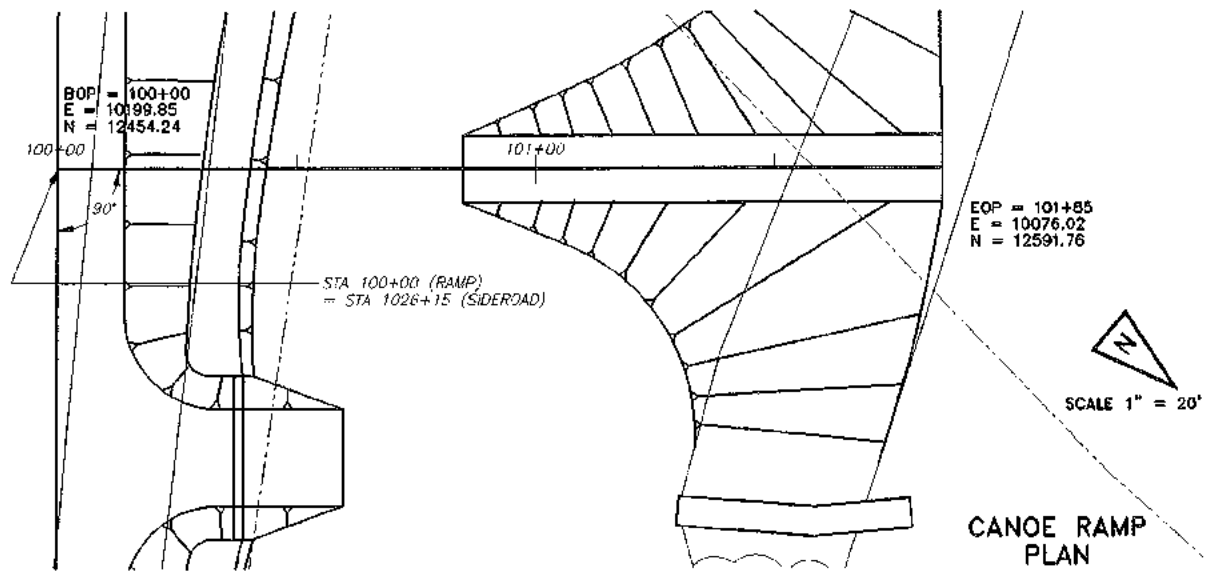 BOP = 100+00
E = 10199.85
N = 12454.24
100+00
90°
101+00
EOP = 101+85
E = 10076.02
N = 12591.76
STA 100+00 (RAMP)
= STA 1026+15 (SIDEROAD)
N
SCALE 1" = 20'
CANOE RAMP
PLAN